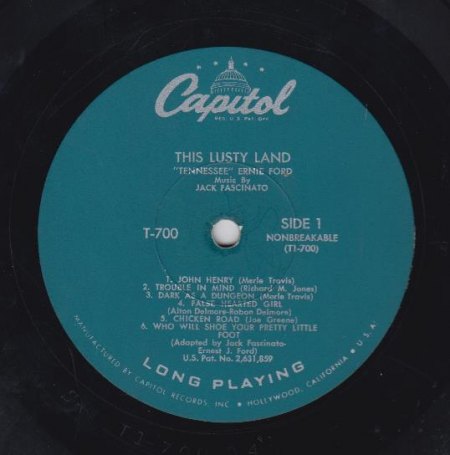 Capitol
REG. U.S. PAT. OFF.
THIS LUSTY LAND
"TENNESSEE" ERNIE FORD
Music By
JACK FASCINATO
T-700
SIDE 1
NONBREAKABLE
(T1-700)
1. JOHN HENRY (Merle Travis)
2. TROUBLE IN MIND (Richard M. Jones)
3. DARK AS A DUNGEON (Merle Travis)
4. FALSE HEARTED GIRL
(Alton Delmore-Rabon Delmore)
5. CHICKEN ROAD (Joe Greene)
6. WHO WILL SHOE YOUR PRETTY LITTLE
FOOT
(Adapted by Jack Fascinato-
Ernest J. Ford)
U.S. Pat. No. 2,631,859
LONG PLAYING
MANUFACTURED BY CAPITOL RECORDS, INC. • HOLLYWOOD, CALIFORNIA • U.S.A.